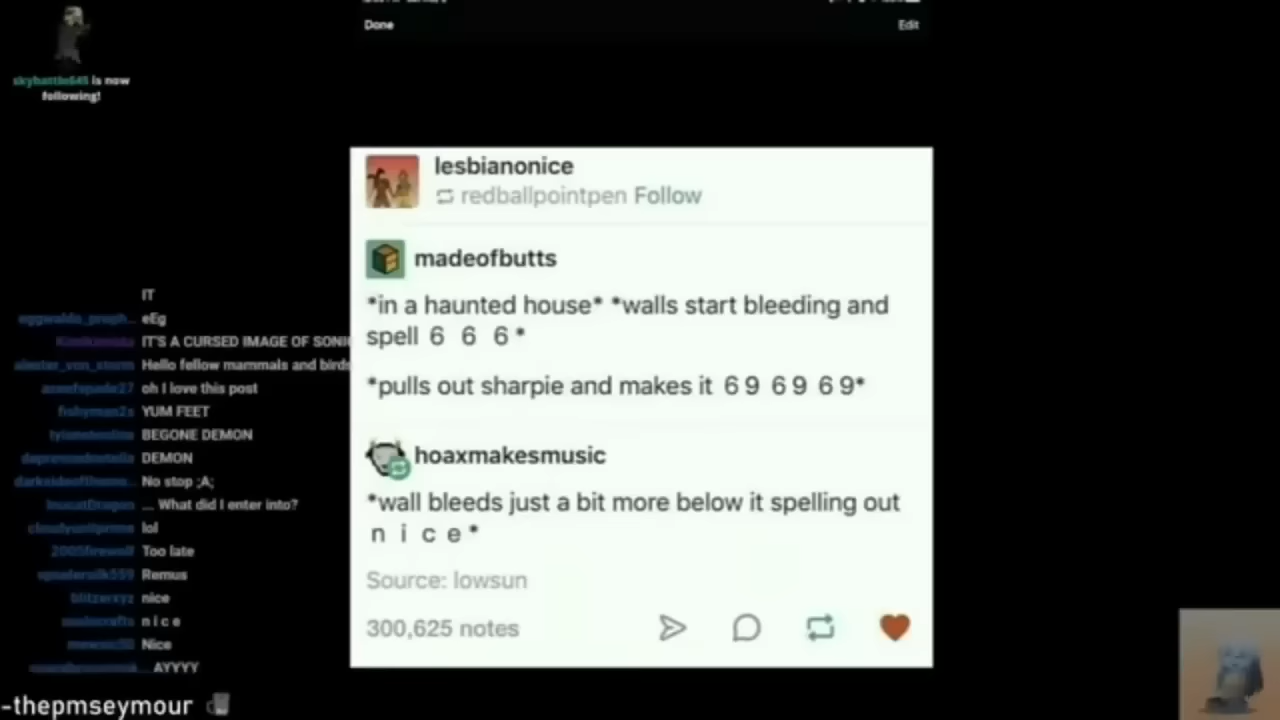 Done
Edit
is now
following!
lesbianonice
redballpointpen Follow
madeofbutts
*in a haunted house* *walls start bleeding and
spell 6 6 6*
*pulls out sharpie and makes it 69 69 69*
hoaxmakesmusic
*wall bleeds just a bit more below it spelling out
n i c e*
Source: lowsun
300,625 notes
IT
eEg
IT'S A CURSED IMAGE OF SONI
Hello fellow mammals and birds
oh I love this post
YUM FEET
BEGONE DEMON
DEMON
No stop ;A;
... What did I enter into?
lol
Too late
Remus
nice
n i c e
Nice
AYYYY
-thepmseymour